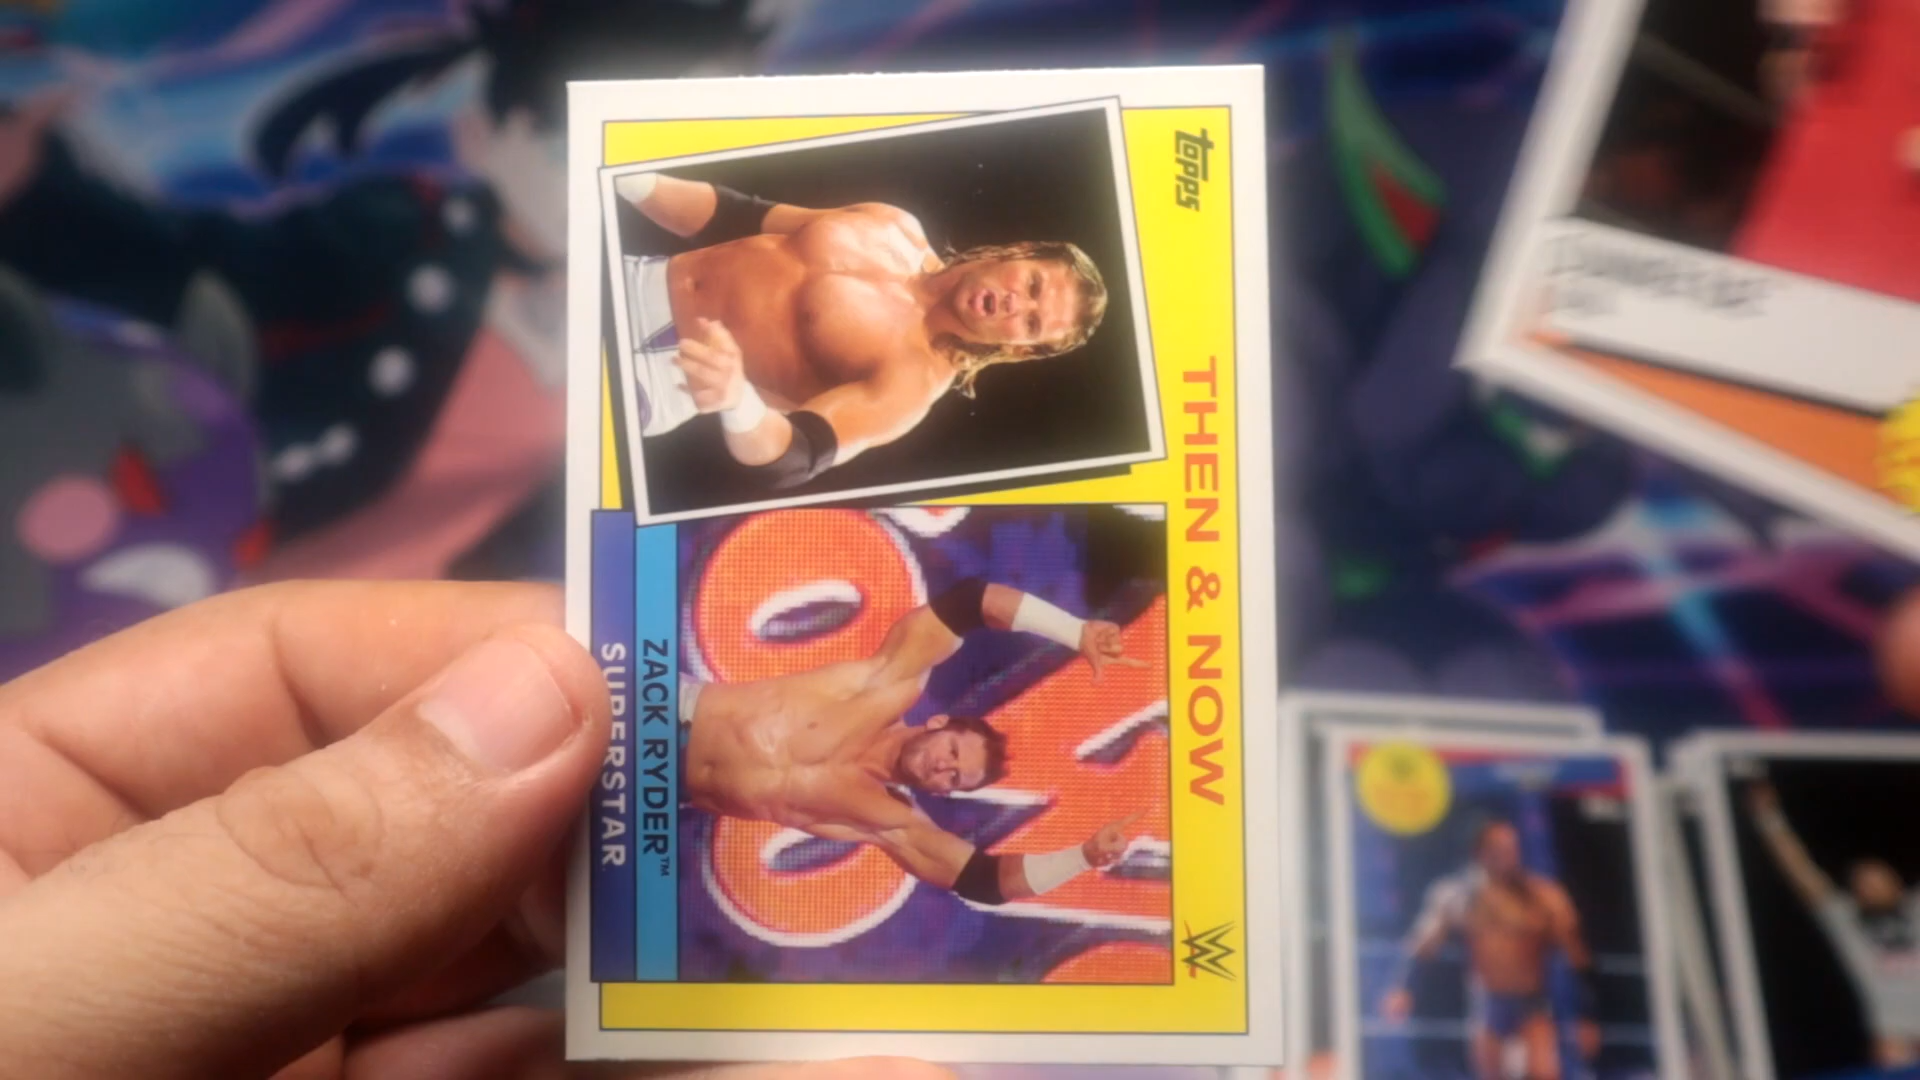 topps
THEN & NOW
W
ZACK RYDER™
SUPERSTAR